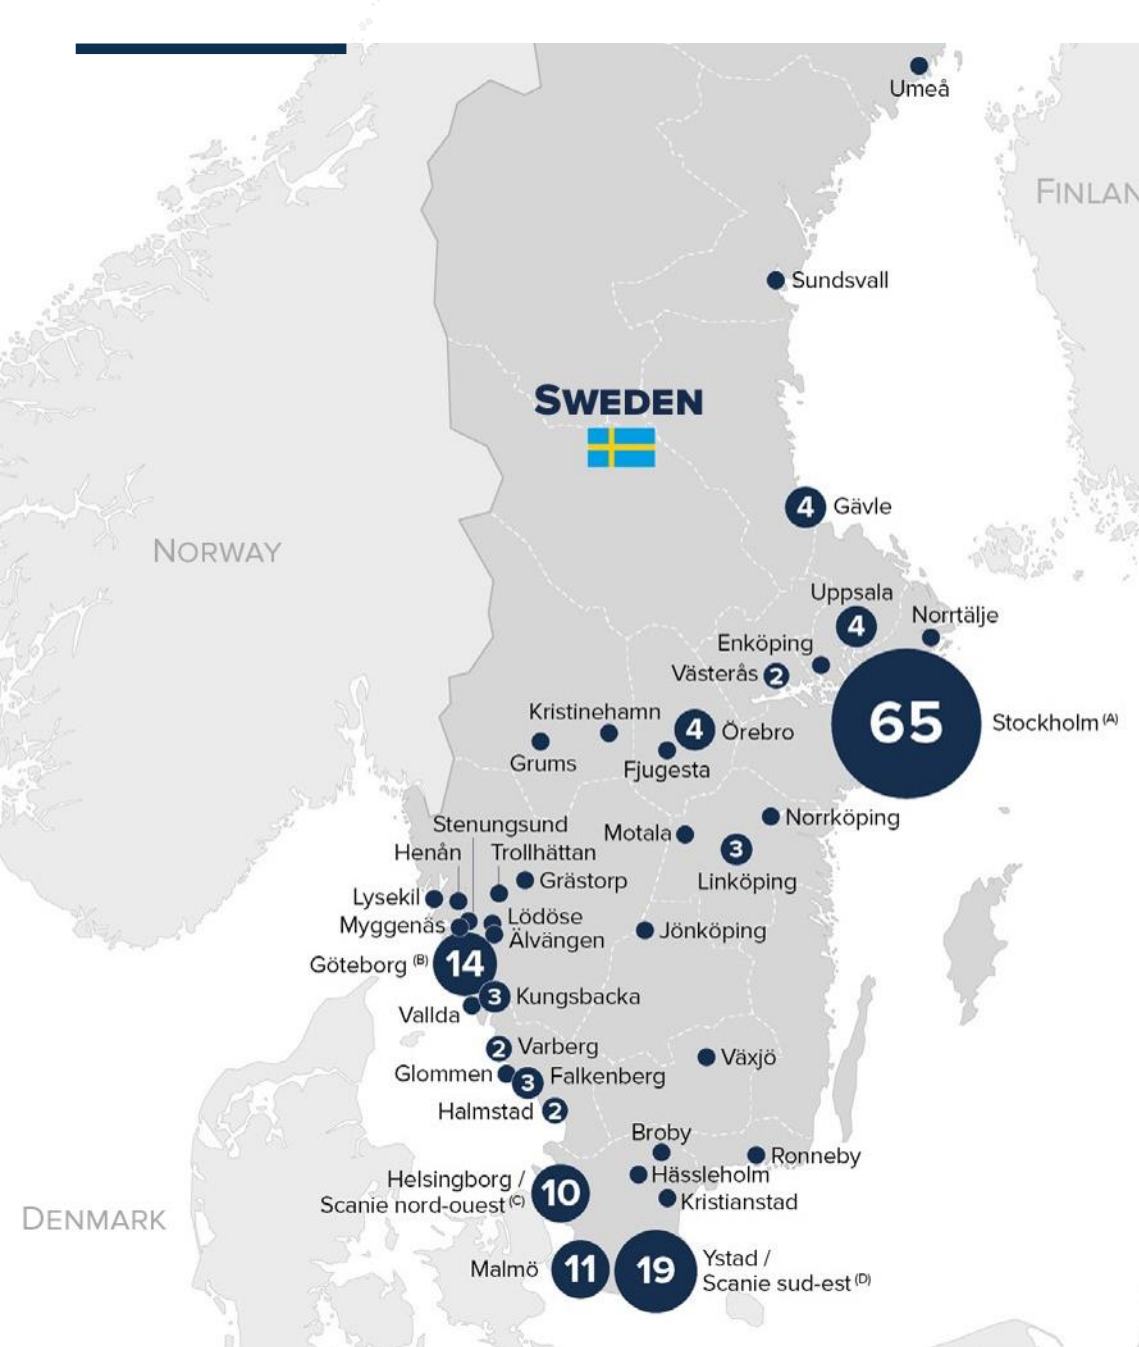 Umeå
FINLAN
Sundsvall
SWEDEN
4 Gävle
NORWAY
Uppsala
4
Norrtälje
Enköping
Västerås 2
65 Stockholm (A)
Kristinehamn
4 Örebro
Grums
Fjugesta
Stenungsund
Motala
Norrköping
Henån
Trollhättan
3
Linköping
Grästorp
Lysekil
Lödöse
Myggenäs
Jönköping
Älvängen
Göteborg (B) 14
3 Kungsbacka
Vallda
2 Varberg
Växjö
Glommen
3 Falkenberg
Halmstad 2
Broby
Ronneby
Hässleholm
Helsingborg /
Scanie nord-ouest (C)
10
Kristianstad
DENMARK
Malmö 11
19
Ystad /
Scanie sud-est (D)